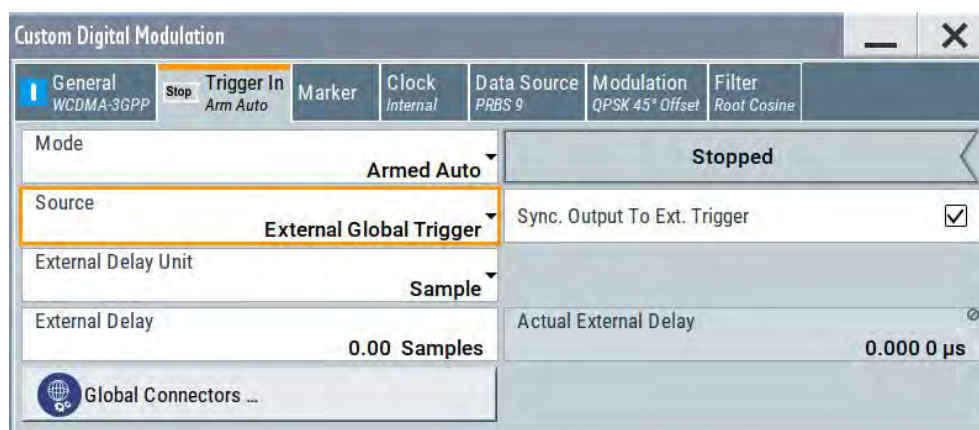 Custom Digital Modulation
General
WCDMA-3GPP
Stop
Trigger In
Arm Auto
Marker
Clock
Internal
Data Source
PRBS 9
Modulation
QPSK 45° Offset
Filter
Root Cosine
Mode
Armed Auto
Stopped
Source
External Global Trigger
Sync. Output To Ext. Trigger
External Delay Unit
Sample
External Delay
0.00 Samples
Actual External Delay
0.000 0 µs
Global Connectors ...